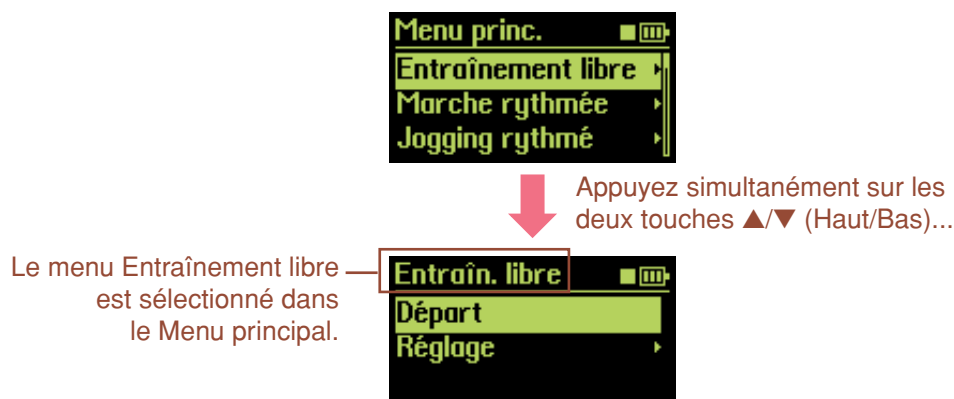 Menu princ.
Entraînement libre
Marche rythmée
Jogging rythmé
Appuyez simultanément sur les
deux touches ▲/▼ (Haut/Bas)...
Le menu Entraînement libre
est sélectionné dans
le Menu principal.
Entraîn. libre
Départ
Réglage